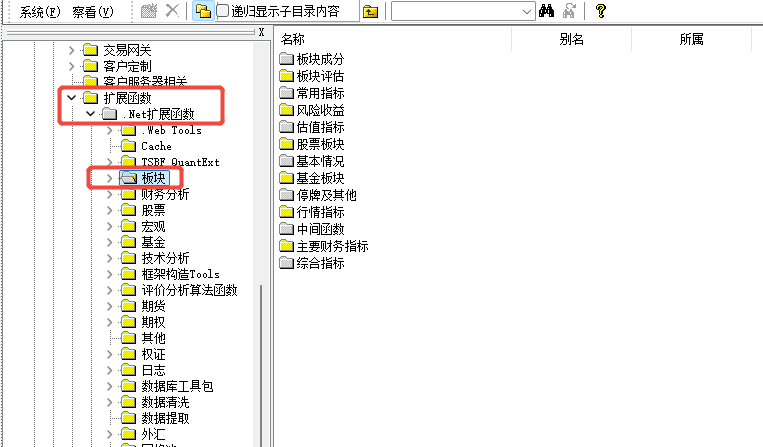 系统(F) 察看(V) 递归显示子目录内容
名称 别名 所属
交易网关
客户定制
客户服务器相关
扩展函数
.Net扩展函数
.Web Tools
Cache
TSBF QuantExt
板块
财务分析
股票
宏观
基金
技术分析
框架构造Tools
评价分析算法函数
期货
期权
其他
权证
日志
数据库工具包
数据清洗
数据提取
外汇
板块成分
板块评估
常用指标
风险收益
估值指标
股票板块
基本情况
基金板块
停牌及其他
行情指标
中间函数
主要财务指标
综合指标